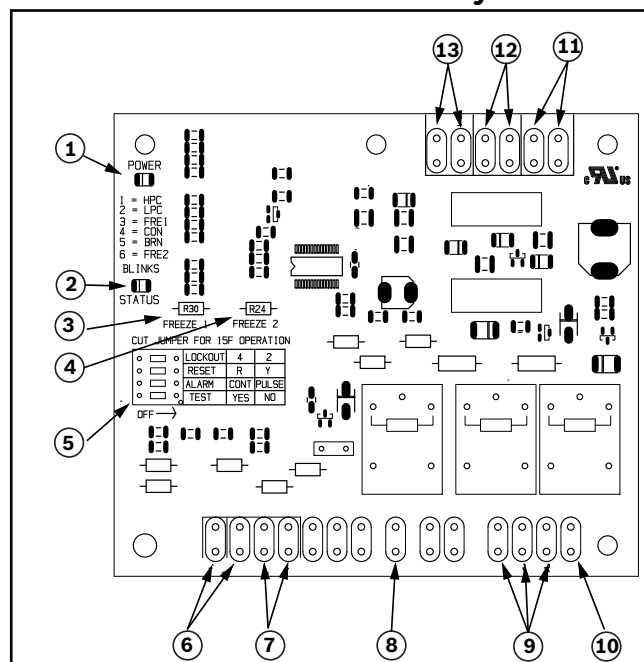 13 12 11
1
POWER
1 = HPC
2 = LPC
3 = FRE1
4 = CON
5 = BRN
6 = FRE2
BLINKS
2
STATUS
R30 R24
3 FREEZE 1 FREEZE 2
CUT JUMPER FOR 15F OPERATION
4
LOCKOUT 4 2
RESET R Y
ALARM CONT PULSE
TEST YES NO
OFF
5
c RU US
6 7 8 9 10